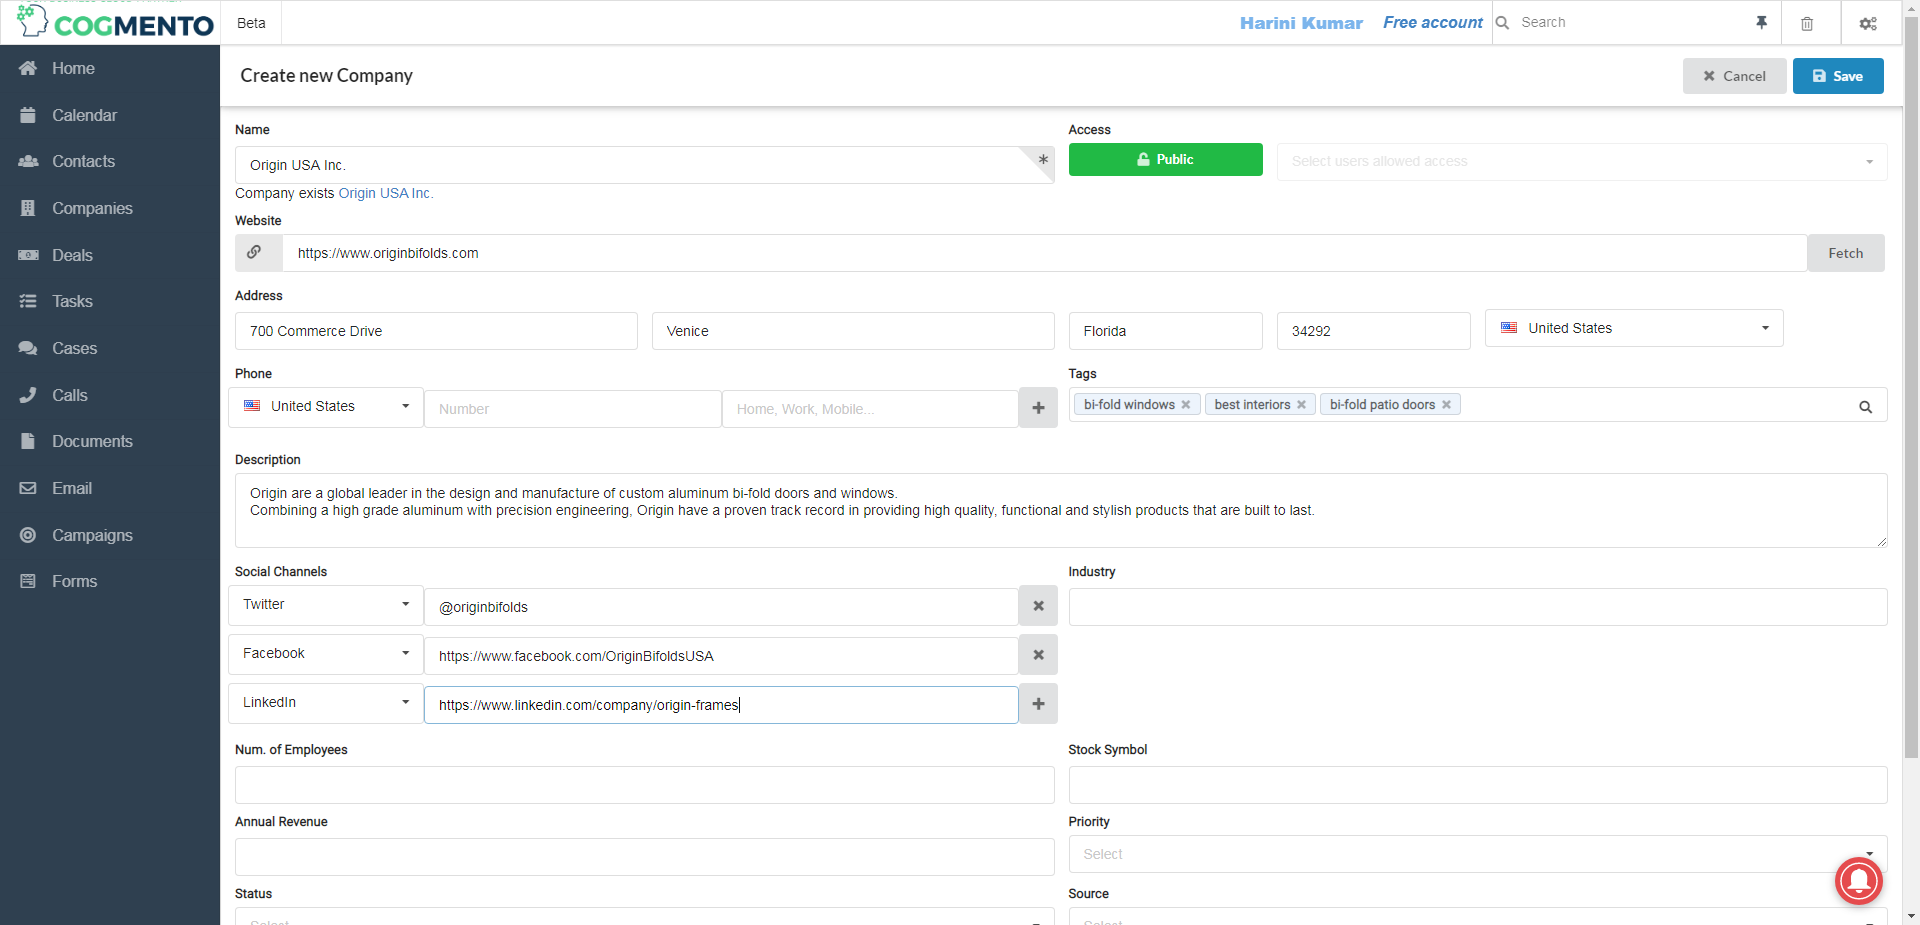 COGMENTO
Beta
Harini Kumar
Free account
Search
Home
Calendar
Contacts
Companies
Deals
Tasks
Cases
Calls
Documents
Email
Campaigns
Forms
Create new Company
Cancel
Save
Name
Origin USA Inc.
*
Company exists Origin USA Inc.
Access
Public
Select users allowed access
Website
https://www.originbifolds.com
Fetch
Address
700 Commerce Drive
Venice
Florida
34292
United States
Phone
United States
Number
Home, Work, Mobile...
Tags
bi-fold windows
best interiors
bi-fold patio doors
Description
Origin are a global leader in the design and manufacture of custom aluminum bi-fold doors and windows.
Combining a high grade aluminum with precision engineering, Origin have a proven track record in providing high quality, functional and stylish products that are built to last.
Social Channels
Twitter
@originbifolds
Facebook
https://www.facebook.com/OriginBifoldsUSA
LinkedIn
https://www.linkedin.com/company/origin-frames
Industry
Num. of Employees
Stock Symbol
Annual Revenue
Priority
Select
Status
Select
Source
Select